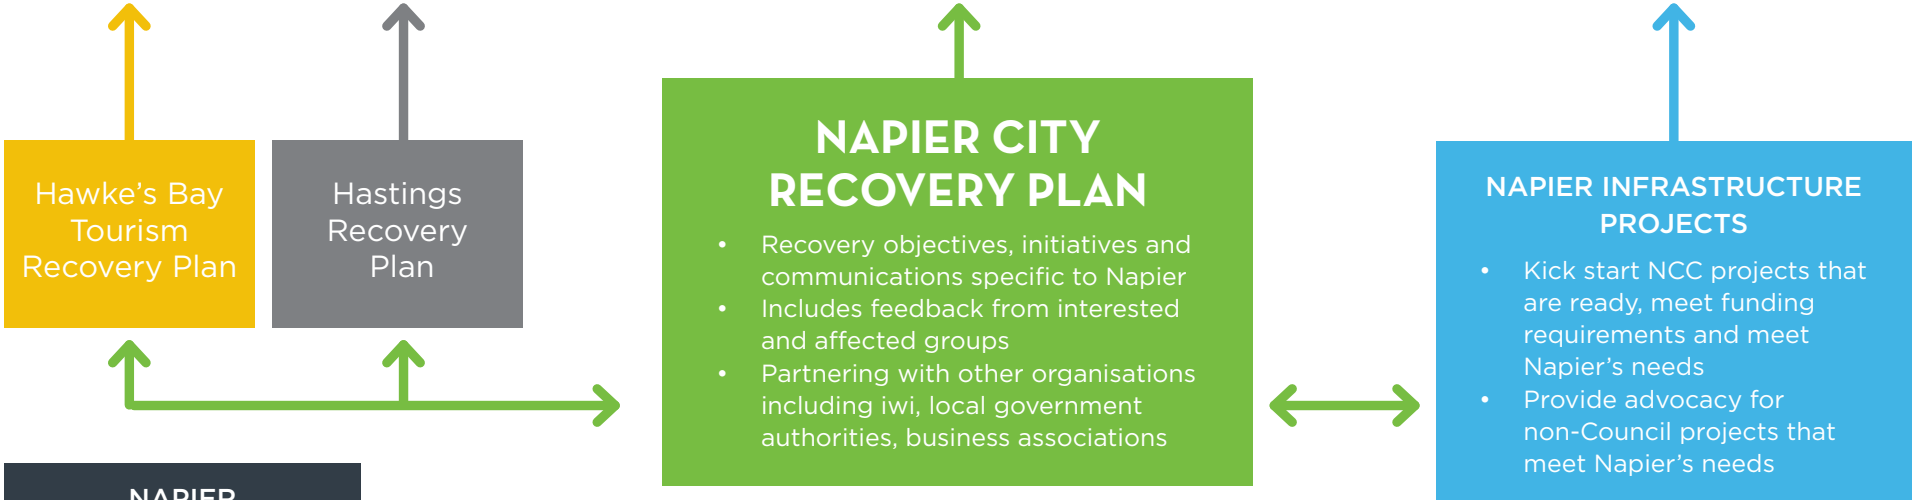 Hawke's Bay
Tourism
Recovery Plan
Hastings
Recovery
Plan
NAPIER CITY
RECOVERY PLAN
• Recovery objectives, initiatives and
communications specific to Napier
• Includes feedback from interested
and affected groups
• Partnering with other organisations
including iwi, local government
authorities, business associations
NAPIER INFRASTRUCTURE
PROJECTS
• Kick start NCC projects that
are ready, meet funding
requirements and meet
Napier's needs
• Provide advocacy for
non-Council projects that
meet Napier's needs
NAPIER